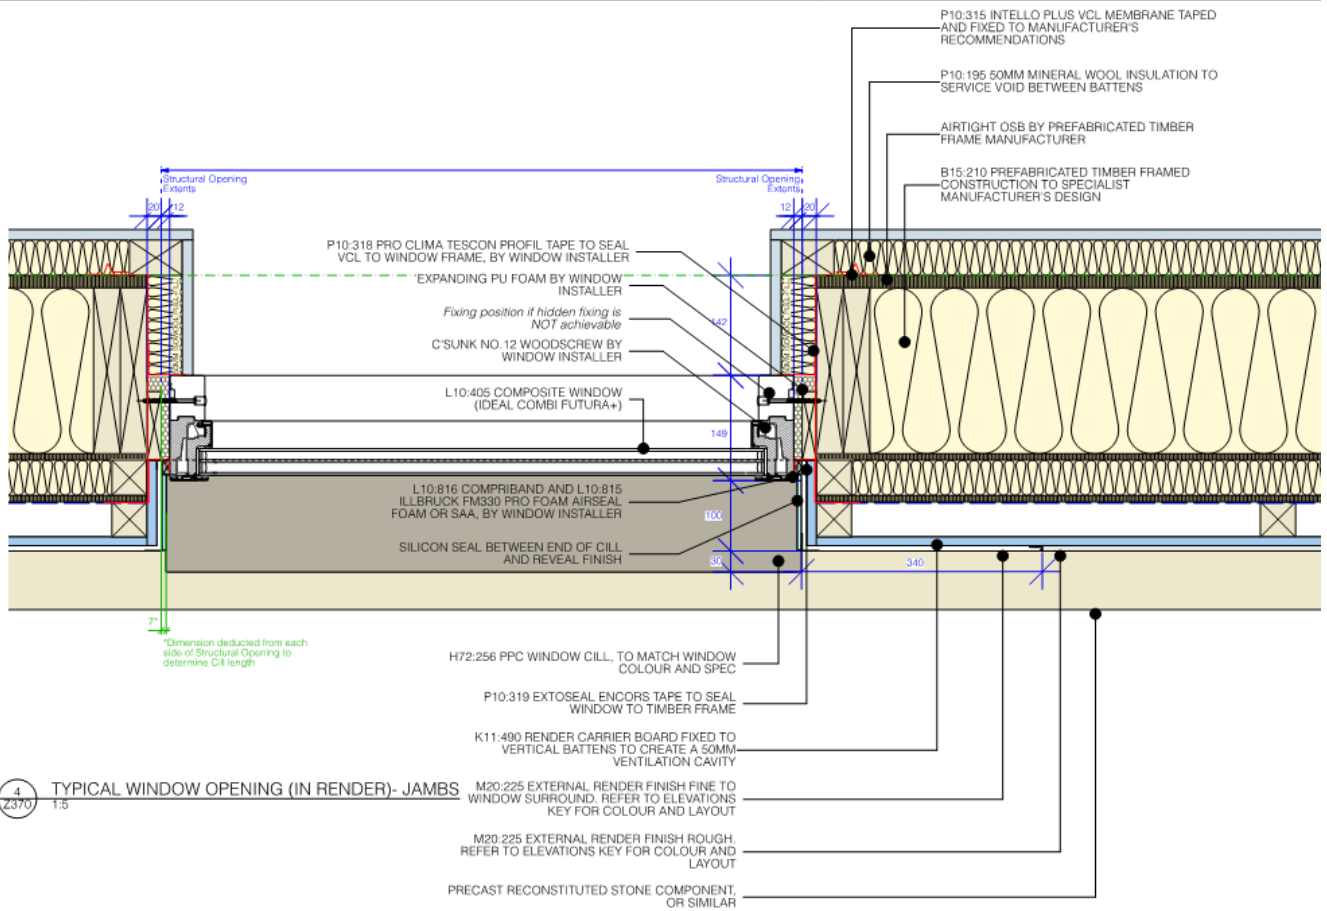 P10:315 INTELLO PLUS VCL MEMBRANE TAPED
AND FIXED TO MANUFACTURER'S
RECOMMENDATIONS
P10:195 50MM MINERAL WOOL INSULATION TO
SERVICE VOID BETWEEN BATTENS
AIRTIGHT OSB BY PREFABRICATED TIMBER
FRAME MANUFACTURER
B15:210 PREFABRICATED TIMBER FRAMED
CONSTRUCTION TO SPECIALIST
MANUFACTURER'S DESIGN
Structural Opening
Extents
Structural Opening
Extents
20
12
12
20
P10:318 PRO CLIMA TESCON PROFIL TAPE TO SEAL
VCL TO WINDOW FRAME, BY WINDOW INSTALLER
EXPANDING PU FOAM BY WINDOW
INSTALLER
Fixing position if hidden fixing is
NOT achievable
C'SUNK NO.12 WOODSCREW BY
WINDOW INSTALLER
L10:405 COMPOSITE WINDOW
(IDEAL COMBI FUTURA+)
142
149
100
30
340
L10:816 COMPRIBAND AND L10:815
ILLBRUCK FM330 PRO FOAM AIRSEAL
FOAM OR SAA, BY WINDOW INSTALLER
SILICON SEAL BETWEEN END OF CILL
AND REVEAL FINISH
7*
*Dimension deducted from each
side of Structural Opening to
determine Cill length
H72:256 PPC WINDOW CILL, TO MATCH WINDOW
COLOUR AND SPEC
P10:319 EXTOSEAL ENCORS TAPE TO SEAL
WINDOW TO TIMBER FRAME
K11:490 RENDER CARRIER BOARD FIXED TO
VERTICAL BATTENS TO CREATE A 50MM
VENTILATION CAVITY
4
Z370
TYPICAL WINDOW OPENING (IN RENDER)- JAMBS
1:5
M20:225 EXTERNAL RENDER FINISH FINE TO
WINDOW SURROUND. REFER TO ELEVATIONS
KEY FOR COLOUR AND LAYOUT
M20:225 EXTERNAL RENDER FINISH ROUGH.
REFER TO ELEVATIONS KEY FOR COLOUR AND
LAYOUT
PRECAST RECONSTITUTED STONE COMPONENT,
OR SIMILAR